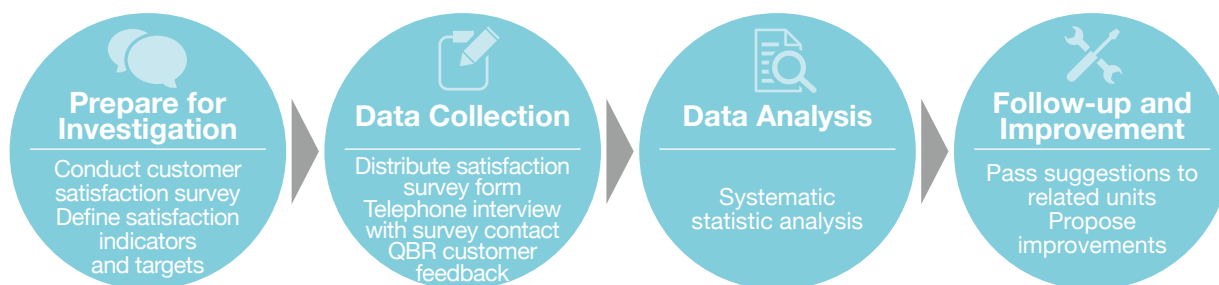 Prepare for
Investigation
Conduct customer
satisfaction survey
Define satisfaction
indicators
and targets
Data Collection
Distribute satisfaction
survey form
Telephone interview
with survey contact
QBR customer
feedback
Data Analysis
Systematic
statistic analysis
Follow-up and
Improvement
Pass suggestions to
related units
Propose
improvements